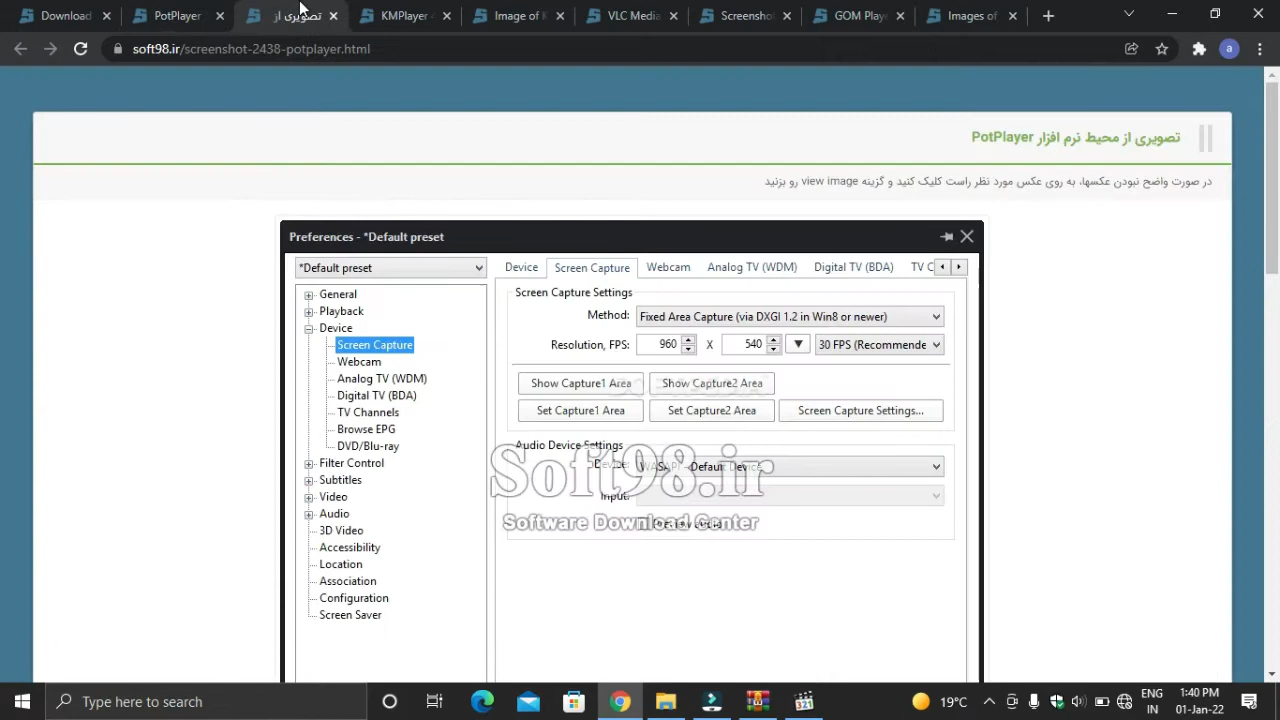 Download
PotPlayer
تصویری از
KMPlayer
Image of K
VLC Media
Screenshot
GOM Play
Images of
soft98.ir/screenshot-2438-potplayer.html
a
تصویری از محیط نرم افزار PotPlayer
در صورت واضح نبودن عکسها، به روی عکس مورد نظر راست کلیک کنید و گزینه view image رو بزنید
Preferences - *Default preset
*Default preset
General
Playback
Device
Screen Capture
Webcam
Analog TV (WDM)
Digital TV (BDA)
TV Channels
Browse EPG
DVD/Blu-ray
Filter Control
Subtitles
Video
Audio
3D Video
Accessibility
Location
Association
Configuration
Screen Saver
Device Screen Capture Webcam Analog TV (WDM) Digital TV (BDA) TV C
Screen Capture Settings
Method: Fixed Area Capture (via DXGI 1.2 in Win8 or newer)
Resolution, FPS: 960 X 540 30 FPS (Recommende
Show Capture1 Area Show Capture2 Area
Set Capture1 Area Set Capture2 Area Screen Capture Settings...
Audio Device Settings
Device: WASAPI - Default Device
Input:
Soft98.ir
Software Download Center
Type here to search
321
19°C
ENG
IN
1:40 PM
01-Jan-22